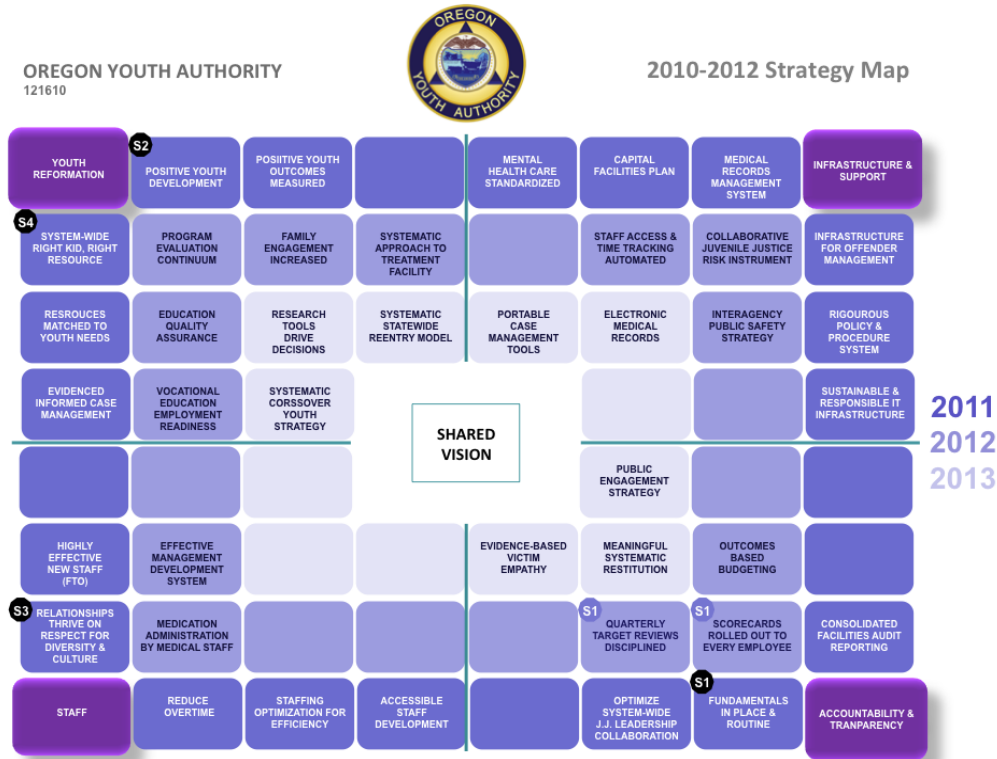 OREGON
YOUTH AUTHORITY
OREGON YOUTH AUTHORITY
121610
2010-2012 Strategy Map
YOUTH
REFORMATION
S2
POSITIVE YOUTH
DEVELOPMENT
POSIITIVE YOUTH
OUTCOMES
MEASURED
MENTAL
HEALTH CARE
STANDARDIZED
CAPITAL
FACILITIES PLAN
MEDICAL
RECORDS
MANAGEMENT
SYSTEM
INFRASTRUCTURE &
SUPPORT
S4
SYSTEM-WIDE
RIGHT KID, RIGHT
RESOURCE
PROGRAM
EVALUATION
CONTINUUM
FAMILY
ENGAGEMENT
INCREASED
SYSTEMATIC
APPROACH TO
TREATMENT
FACILITY
STAFF ACCESS &
TIME TRACKING
AUTOMATED
COLLABORATIVE
JUVENILE JUSTICE
RISK INSTRUMENT
INFRASTRUCTURE
FOR OFFENDER
MANAGEMENT
RESROUCES
MATCHED TO
YOUTH NEEDS
EDUCATION
QUALITY
ASSURANCE
RESEARCH
TOOLS
DRIVE
DECISIONS
SYSTEMATIC
STATEWIDE
REENTRY MODEL
PORTABLE
CASE
MANAGEMENT
TOOLS
ELECTRONIC
MEDICAL
RECORDS
INTERAGENCY
PUBLIC SAFETY
STRATEGY
RIGOUROUS
POLICY &
PROCEDURE
SYSTEM
EVIDENCED
INFORMED CASE
MANAGEMENT
VOCATIONAL
EDUCATION
EMPLOYMENT
READINESS
SYSTEMATIC
CORSSOVER
YOUTH
STRATEGY
SUSTAINABLE &
RESPONSIBLE IT
INFRASTRUCTURE
2011
2012
2013
SHARED
VISION
PUBLIC
ENGAGEMENT
STRATEGY
HIGHLY
EFFECTIVE
NEW STAFF
(FTO)
EFFECTIVE
MANAGEMENT
DEVELOPMENT
SYSTEM
EVIDENCE-BASED
VICTIM
EMPATHY
MEANINGFUL
SYSTEMATIC
RESTITUTION
OUTCOMES
BASED
BUDGETING
S3
RELATIONSHIPS
THRIVE ON
RESPECT FOR
DIVERSITY &
CULTURE
MEDICATION
ADMINISTRATION
BY MEDICAL STAFF
S1
QUARTERLY
TARGET REVIEWS
DISCIPLINED
S1
SCORECARDS
ROLLED OUT TO
EVERY EMPLOYEE
CONSOLIDATED
FACILITIES AUDIT
REPORTING
STAFF
REDUCE
OVERTIME
STAFFING
OPTIMIZATION FOR
EFFICIENCY
ACCESSIBLE
STAFF
DEVELOPMENT
OPTIMIZE
SYSTEM-WIDE
J.J. LEADERSHIP
COLLABORATION
S1
FUNDAMENTALS
IN PLACE &
ROUTINE
ACCOUNTABILITY &
TRANPARENCY